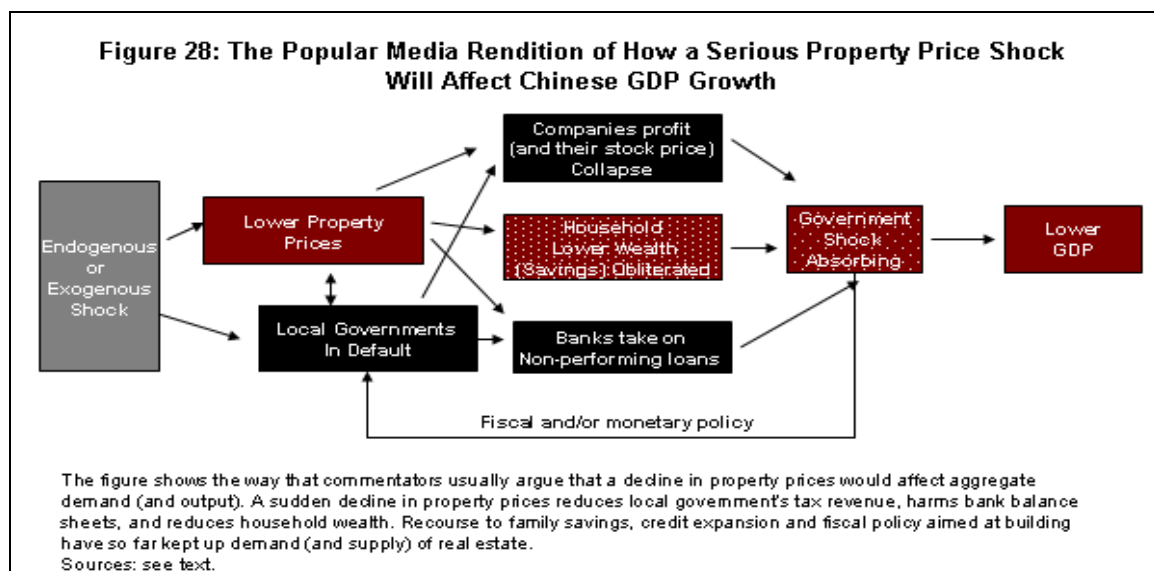 Figure 28: The Popular Media Rendition of How a Serious Property Price Shock
Will Affect Chinese GDP Growth
Companies profit
(and their stock price)
Collapse
Endogenous
or
Exogenous
Shock
Lower Property
Prices
Household
Lower Wealth
(Savings) Obliterated
Government
Shock
Absorbing
Lower
GDP
Local Governments
In Default
Banks take on
Non-performing loans
Fiscal and/or monetary policy
The figure shows the way that commentators usually argue that a decline in property prices would affect aggregate
demand (and output). A sudden decline in property prices reduces local government's tax revenue, harms bank balance
sheets, and reduces household wealth. Recourse to family savings, credit expansion and fiscal policy aimed at building
have so far kept up demand (and supply) of real estate.
Sources: see text.